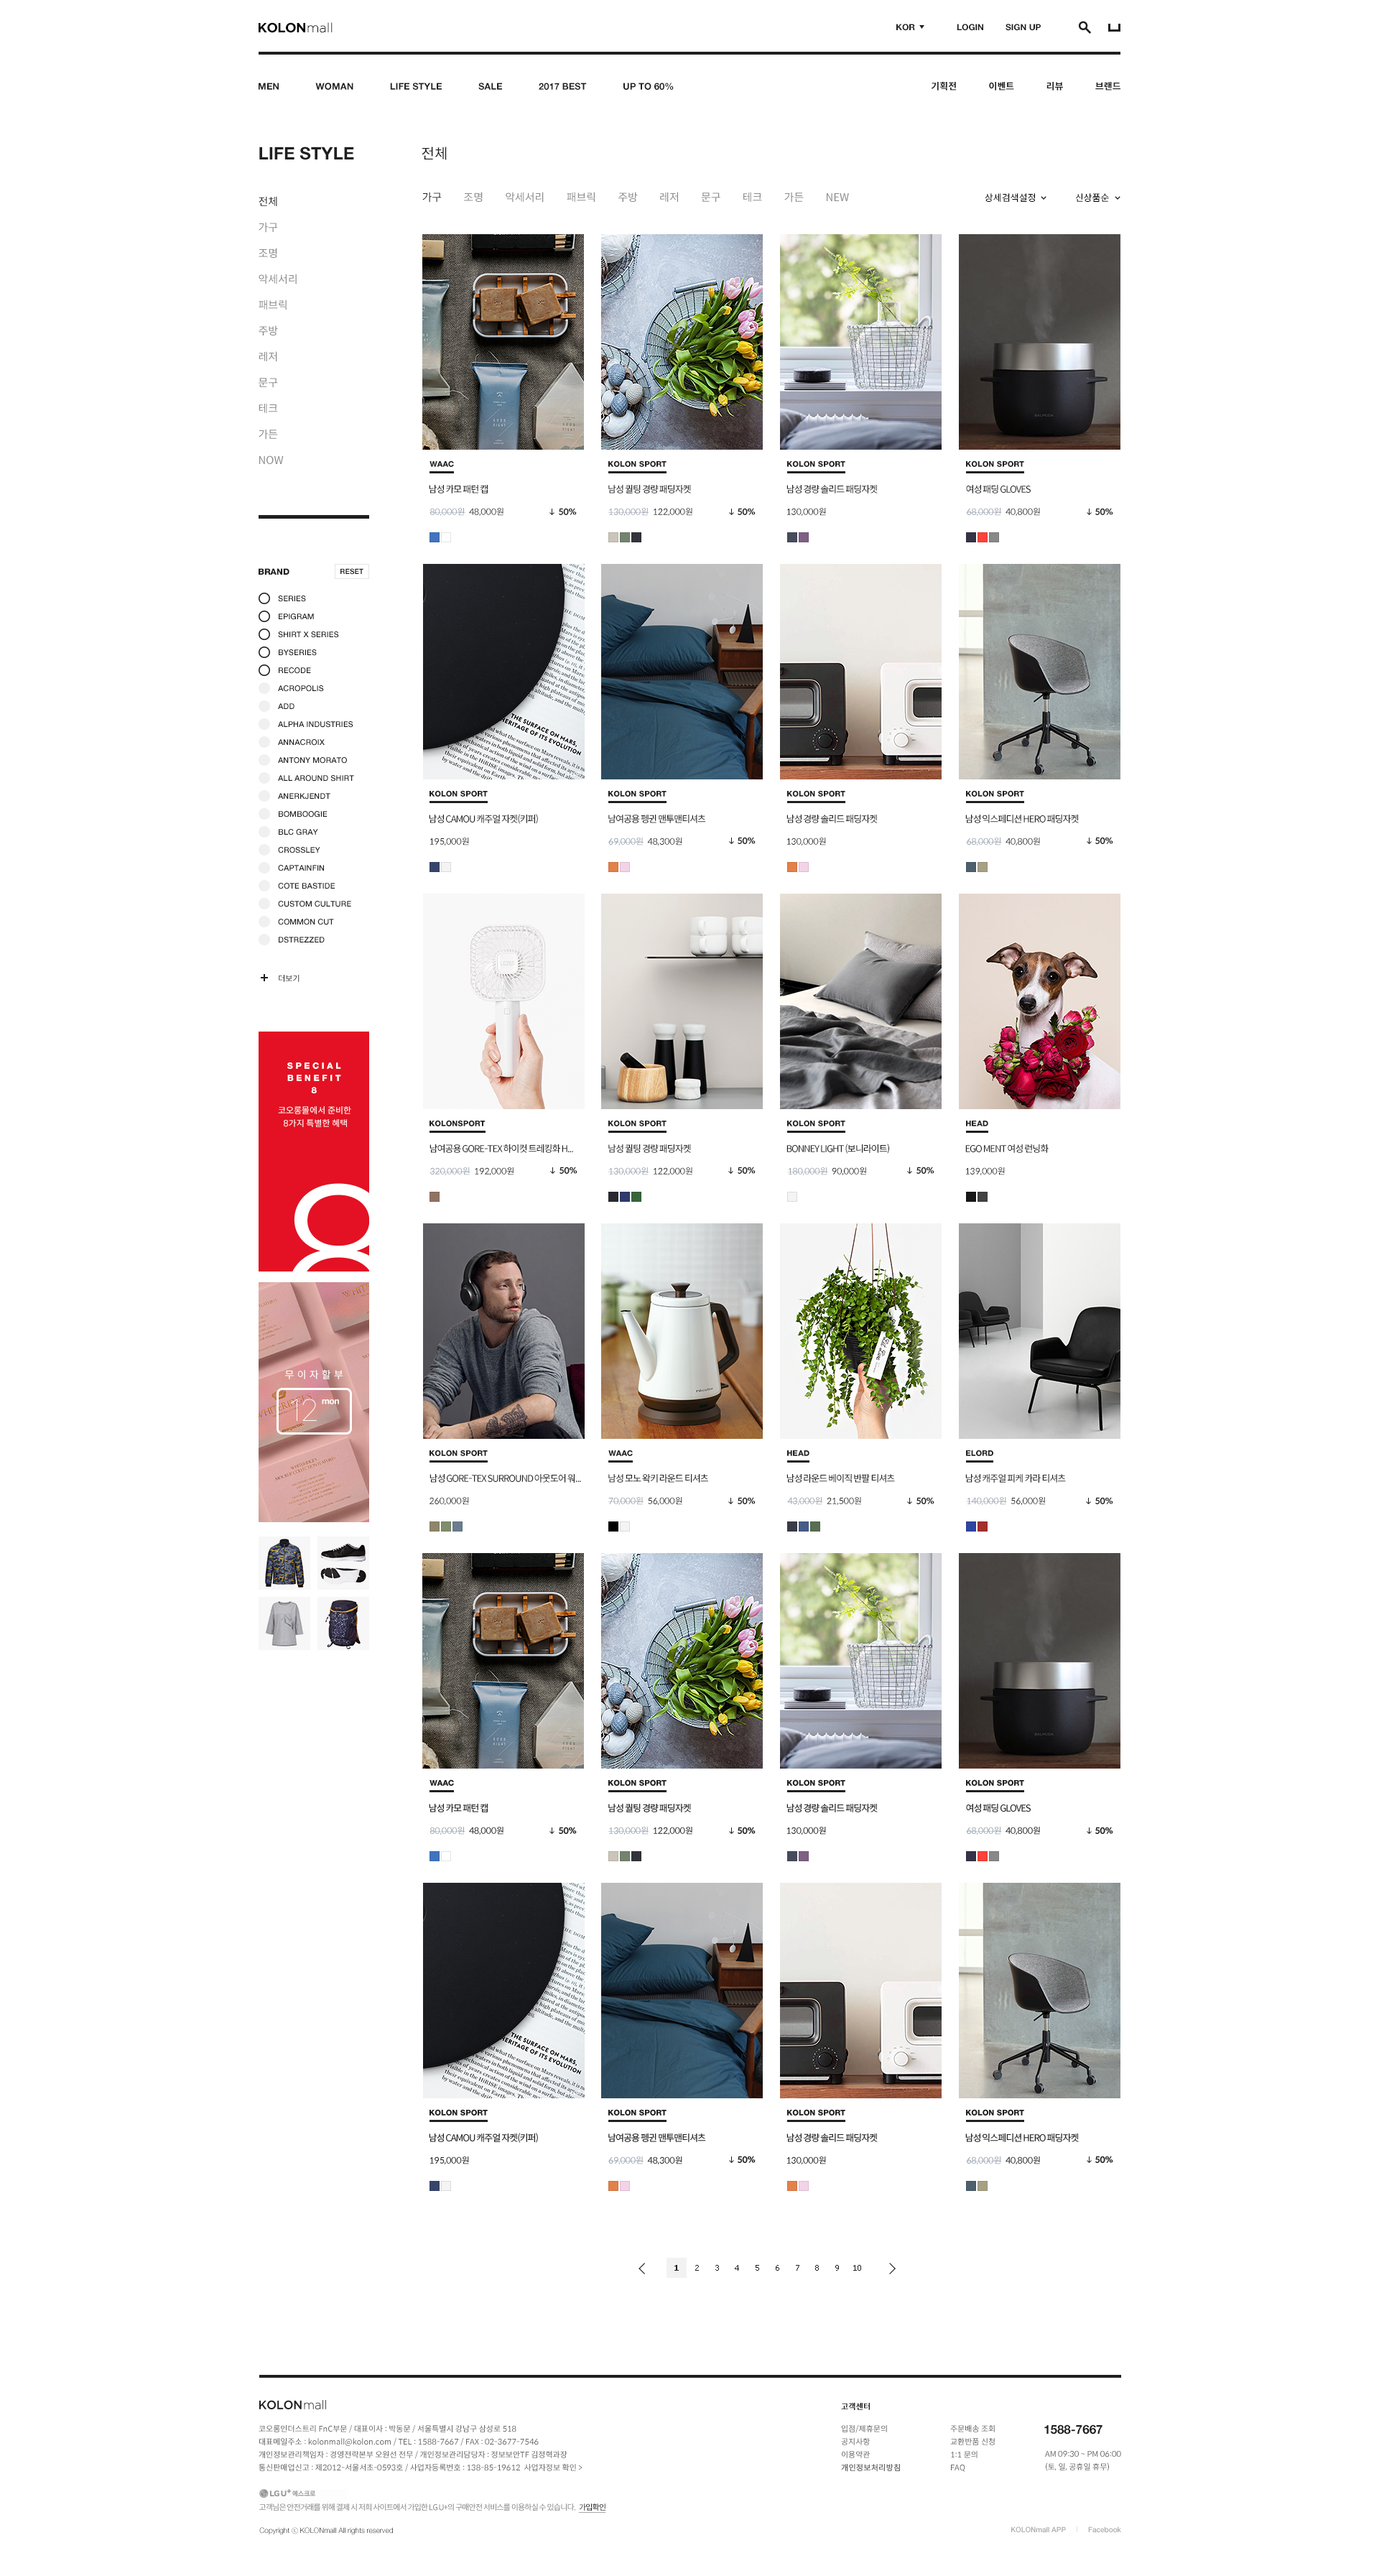 KOLONmall
KOR ▼ LOGIN SIGN UP
MEN WOMAN LIFE STYLE SALE 2017 BEST UP TO 60% 기획전 이벤트 리뷰 브랜드
LIFE STYLE
전체
가구
조명
악세서리
패브릭
주방
레저
문구
테크
가든
NOW
BRAND RESET
SERIES
EPIGRAM
SHIRT X SERIES
BYSERIES
RECODE
ACROPOLIS
ADD
ALPHA INDUSTRIES
ANNACROIX
ANTONY MORATO
ALL AROUND SHIRT
ANERKJENDT
BOMBOOGIE
BLC GRAY
CROSSLEY
CAPTAINFIN
COTE BASTIDE
CUSTOM CULTURE
COMMON CUT
DSTREZZED
+ 더보기
SPECIAL
BENEFIT
8
코오롱몰에서 준비한
8가지 특별한 혜택
8
무이자할부
12 mon
전체
가구 조명 악세서리 패브릭 주방 레저 문구 테크 가든 NEW 상세검색설정 신상품순
WAAC KOLON SPORT KOLON SPORT KOLON SPORT
남성 카모 패턴 캡 남성 퀼팅 경량 패딩자켓 남성 경량 솔리드 패딩자켓 여성 패딩 GLOVES
80,000원 48,000원 ↓ 50% 130,000원 122,000원 ↓ 50% 130,000원 68,000원 40,800원 ↓ 50%
THE SURFACE ON MARS,
HERITAGE OF ITS EVOLUTION
KOLON SPORT KOLON SPORT KOLON SPORT KOLON SPORT
남성 CAMOU 캐주얼 자켓(키퍼) 남여공용 펭귄 맨투맨티셔츠 남성 경량 솔리드 패딩자켓 남성 익스페디션 HERO 패딩자켓
195,000원 69,000원 48,300원 ↓ 50% 130,000원 68,000원 40,800원 ↓ 50%
KOLONSPORT KOLON SPORT KOLON SPORT HEAD
남여공용 GORE-TEX 하이컷 트레킹화 H... 남성 퀼팅 경량 패딩자켓 BONNEY LIGHT (보니라이트) EGO MENT 여성 런닝화
320,000원 192,000원 ↓ 50% 130,000원 122,000원 ↓ 50% 180,000원 90,000원 ↓ 50% 139,000원
KOLON SPORT WAAC HEAD ELORD
남성 GORE-TEX SURROUND 아웃도어 워... 남성 모노 왁키 라운드 티셔츠 남성 라운드 베이직 반팔 티셔츠 남성 캐주얼 피케 카라 티셔츠
260,000원 70,000원 56,000원 ↓ 50% 43,000원 21,500원 ↓ 50% 140,000원 56,000원 ↓ 50%
WAAC KOLON SPORT KOLON SPORT KOLON SPORT
남성 카모 패턴 캡 남성 퀼팅 경량 패딩자켓 남성 경량 솔리드 패딩자켓 여성 패딩 GLOVES
80,000원 48,000원 ↓ 50% 130,000원 122,000원 ↓ 50% 130,000원 68,000원 40,800원 ↓ 50%
THE SURFACE ON MARS,
HERITAGE OF ITS EVOLUTION
KOLON SPORT KOLON SPORT KOLON SPORT KOLON SPORT
남성 CAMOU 캐주얼 자켓(키퍼) 남여공용 펭귄 맨투맨티셔츠 남성 경량 솔리드 패딩자켓 남성 익스페디션 HERO 패딩자켓
195,000원 69,000원 48,300원 ↓ 50% 130,000원 68,000원 40,800원 ↓ 50%
1 2 3 4 5 6 7 8 9 10
KOLONmall
코오롱인더스트리 FnC부문 / 대표이사 : 박동문 / 서울특별시 강남구 삼성로 518
대표메일주소 : kolonmall@kolon.com / TEL : 1588-7667 / FAX : 02-3677-7546
개인정보관리책임자 : 경영전략본부 오원선 전무 / 개인정보관리담당자 : 정보보안TF 김정혁과장
통신판매업신고 : 제2012-서울서초-0593호 / 사업자등록번호 : 138-85-19612 사업자정보 확인 >
LG U+ 에스크로
고객님은 안전거래를 위해 결제 시 저희 사이트에서 가입한 LG U+의 구매안전 서비스를 이용하실 수 있습니다. 가입확인
Copyright ⓒ KOLONmall All rights reserved
고객센터
입점/제휴문의 주문배송 조회 1588-7667
공지사항 교환반품 신청
이용약관 1:1 문의 AM 09:30 ~ PM 06:00
개인정보처리방침 FAQ (토, 일, 공휴일 휴무)
KOLONmall APP | Facebook